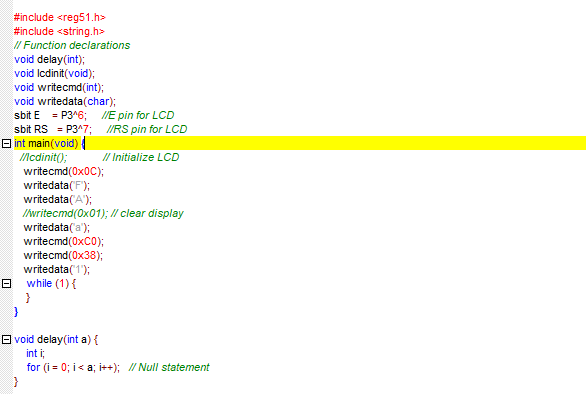 #include <reg51.h>
#include <string.h>
// Function declarations
void delay(int);
void lcdinit(void);
void writecmd(int);
void writedata(char);
sbit E = P3^6; //E pin for LCD
sbit RS = P3^7; //RS pin for LCD
int main(void) {
//lcdinit(); // Initialize LCD
writecmd(0x0C);
writedata('F');
writedata('A');
//writecmd(0x01); // clear display
writedata('a');
writecmd(0xC0);
writecmd(0x38);
writedata('1');
while (1) {
}
}
void delay(int a) {
int i;
for (i = 0; i < a; i++); // Null statement
}